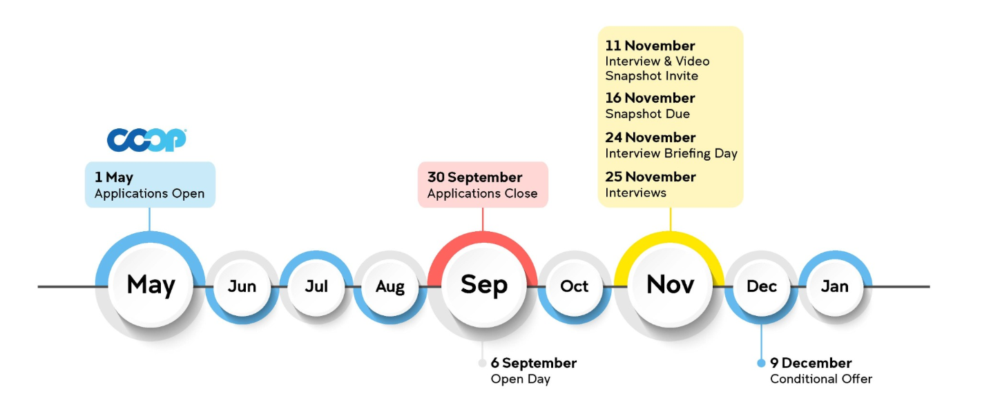 11 November
Interview & Video
Snapshot Invite
16 November
Snapshot Due
24 November
Interview Briefing Day
25 November
Interviews
COOP
1 May
Applications Open
30 September
Applications Close
May
Jun
Jul
Aug
Sep
Oct
Nov
Dec
Jan
6 September
Open Day
9 December
Conditional Offer